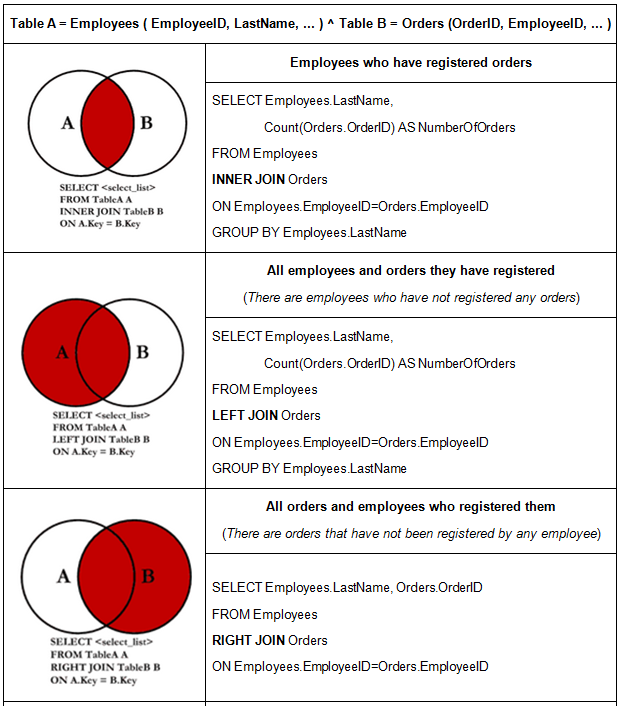 Table A = Employees ( EmployeeID, LastName, ... ) ^ Table B = Orders (OrderID, EmployeeID, ... )
A B
SELECT <select_list>
FROM TableA A
INNER JOIN TableB B
ON A.Key = B.Key
Employees who have registered orders
SELECT Employees.LastName,
Count(Orders.OrderID) AS NumberOfOrders
FROM Employees
INNER JOIN Orders
ON Employees.EmployeeID=Orders.EmployeeID
GROUP BY Employees.LastName
A B
SELECT <select_list>
FROM TableA A
LEFT JOIN TableB B
ON A.Key = B.Key
All employees and orders they have registered
(There are employees who have not registered any orders)
SELECT Employees.LastName,
Count(Orders.OrderID) AS NumberOfOrders
FROM Employees
LEFT JOIN Orders
ON Employees.EmployeeID=Orders.EmployeeID
GROUP BY Employees.LastName
A B
SELECT <select_list>
FROM TableA A
RIGHT JOIN TableB B
ON A.Key = B.Key
All orders and employees who registered them
(There are orders that have not been registered by any employee)
SELECT Employees.LastName, Orders.OrderID
FROM Employees
RIGHT JOIN Orders
ON Employees.EmployeeID=Orders.EmployeeID